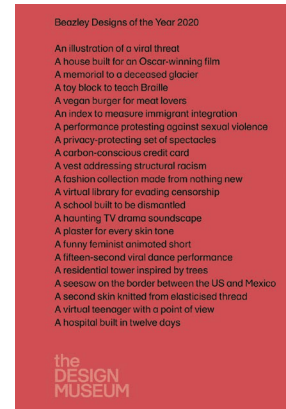 Beazley Designs of the Year 2020
An illustration of a viral threat
A house built for an Oscar-winning film
A memorial to a deceased glacier
A toy block to teach Braille
A vegan burger for meat lovers
An index to measure immigrant integration
A performance protesting against sexual violence
A privacy-protecting set of spectacles
A carbon-conscious credit card
A vest addressing structural racism
A fashion collection made from nothing new
A virtual library for evading censorship
A school built to be dismantled
A haunting TV drama soundscape
A plaster for every skin tone
A funny feminist animated short
A fifteen-second viral dance performance
A residential tower inspired by trees
A seesaw on the border between the US and Mexico
A second skin knitted from elasticised thread
A virtual teenager with a point of view
A hospital built in twelve days
the
DESIGN
MUSEUM